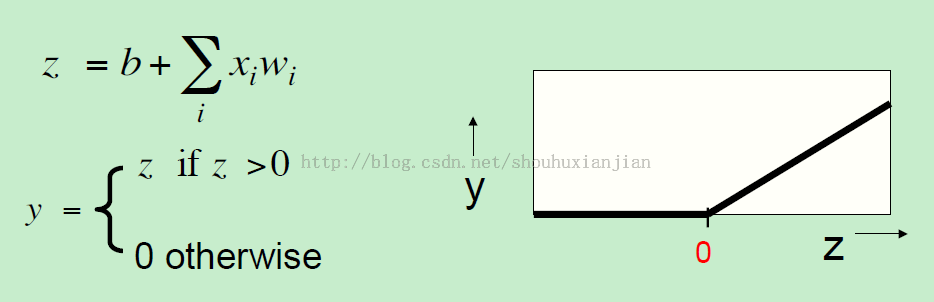 z = b + ∑ xᵢwᵢ
i
z if z >0
y =
0 otherwise
http://blog.csdn.net/shouhuxianjian
y
0
z